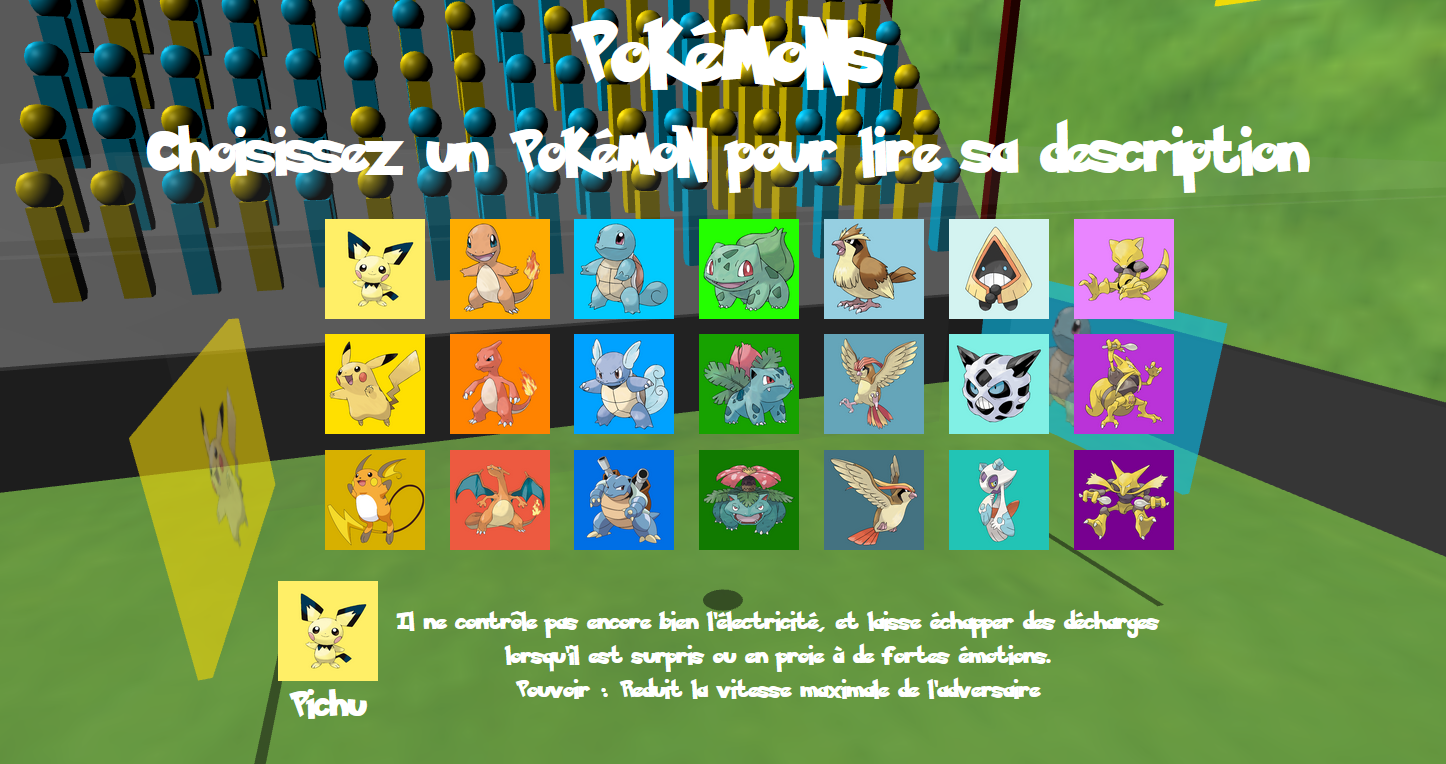 Pokémons
Choisissez un Pokémon pour lire sa description
Il ne contrôle pas encore bien l'électricité, et laisse échapper des décharges
lorsqu'il est surpris ou en proie à de fortes émotions.
Pouvoir : Reduit la vitesse maximale de l'adversaire
Pichu